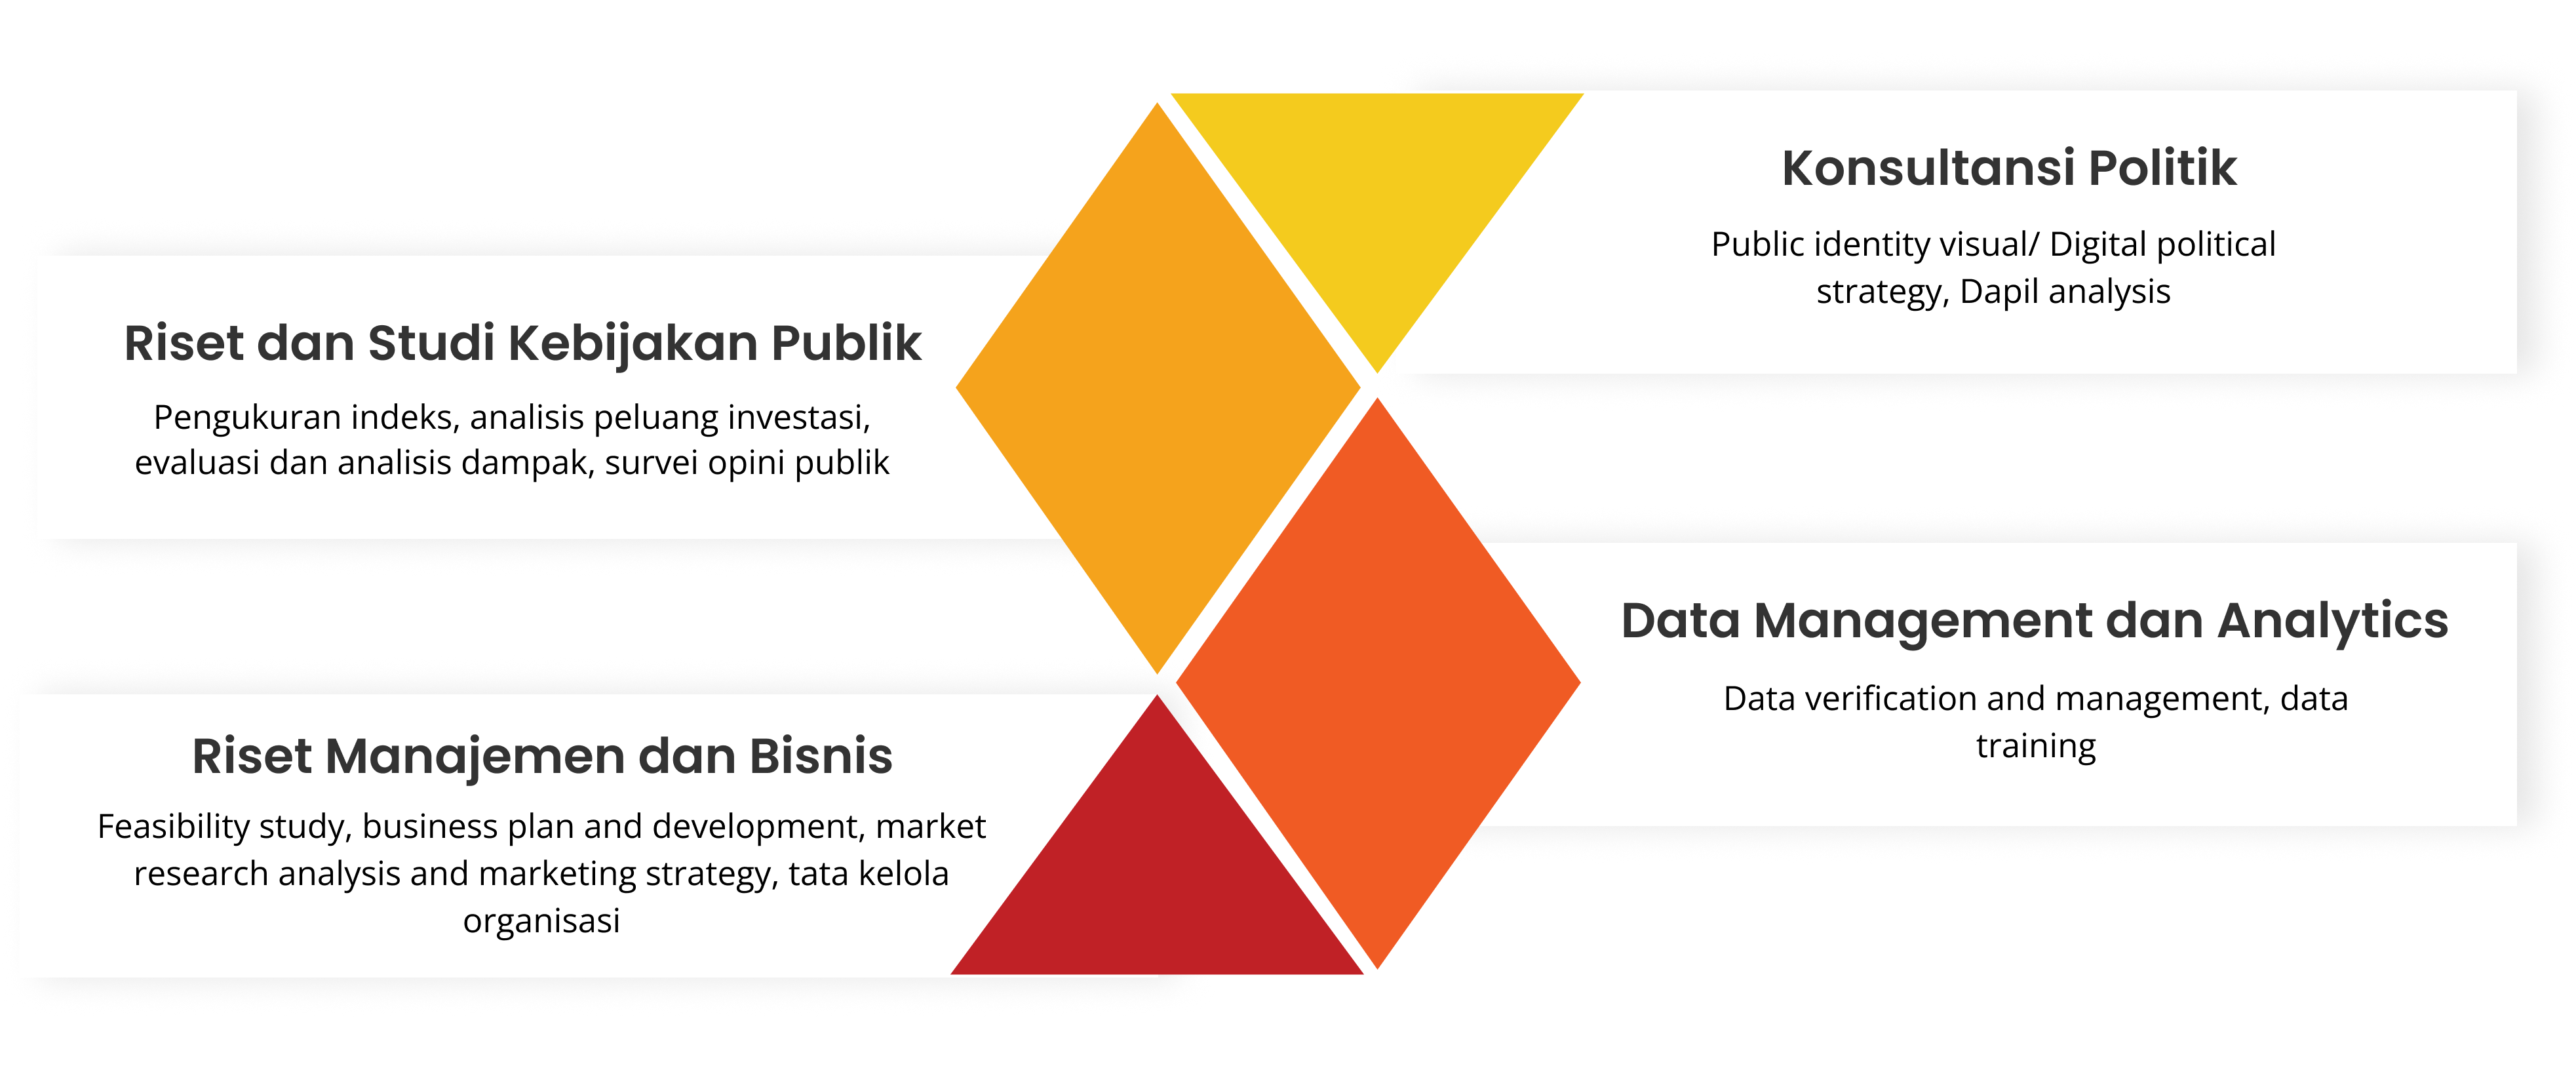 Konsultansi Politik
Public identity visual/ Digital political
strategy, Dapil analysis
Riset dan Studi Kebijakan Publik
Pengukuran indeks, analisis peluang investasi,
evaluasi dan analisis dampak, survei opini publik
Data Management dan Analytics
Data verification and management, data
training
Riset Manajemen dan Bisnis
Feasibility study, business plan and development, market
research analysis and marketing strategy, tata kelola
organisasi